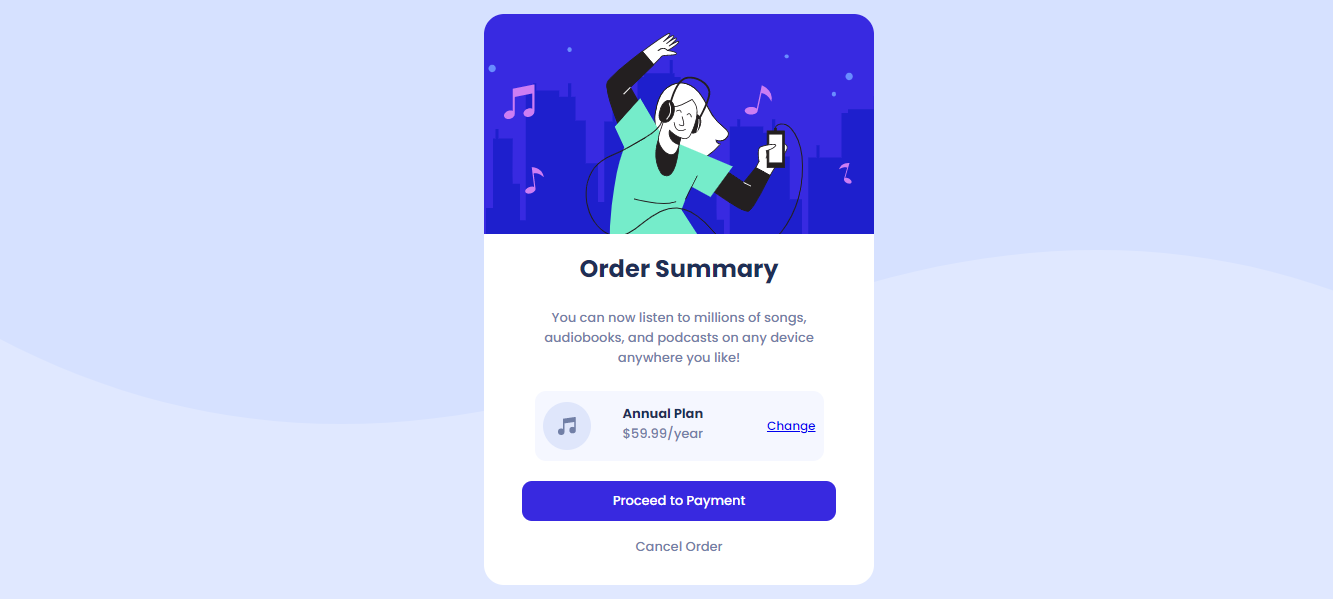 Order Summary
You can now listen to millions of songs,
audiobooks, and podcasts on any device
anywhere you like!
Annual Plan
$59.99/year
Change
Proceed to Payment
Cancel Order